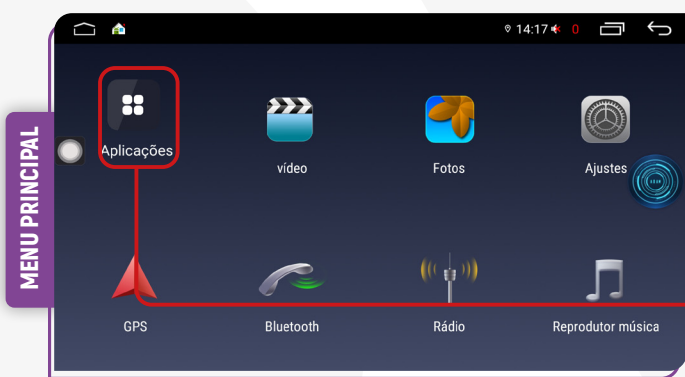 MENU PRINCIPAL
14:17 0
Aplicações
vídeo
Fotos
Ajustes
GPS
Bluetooth
Rádio
Reprodutor música